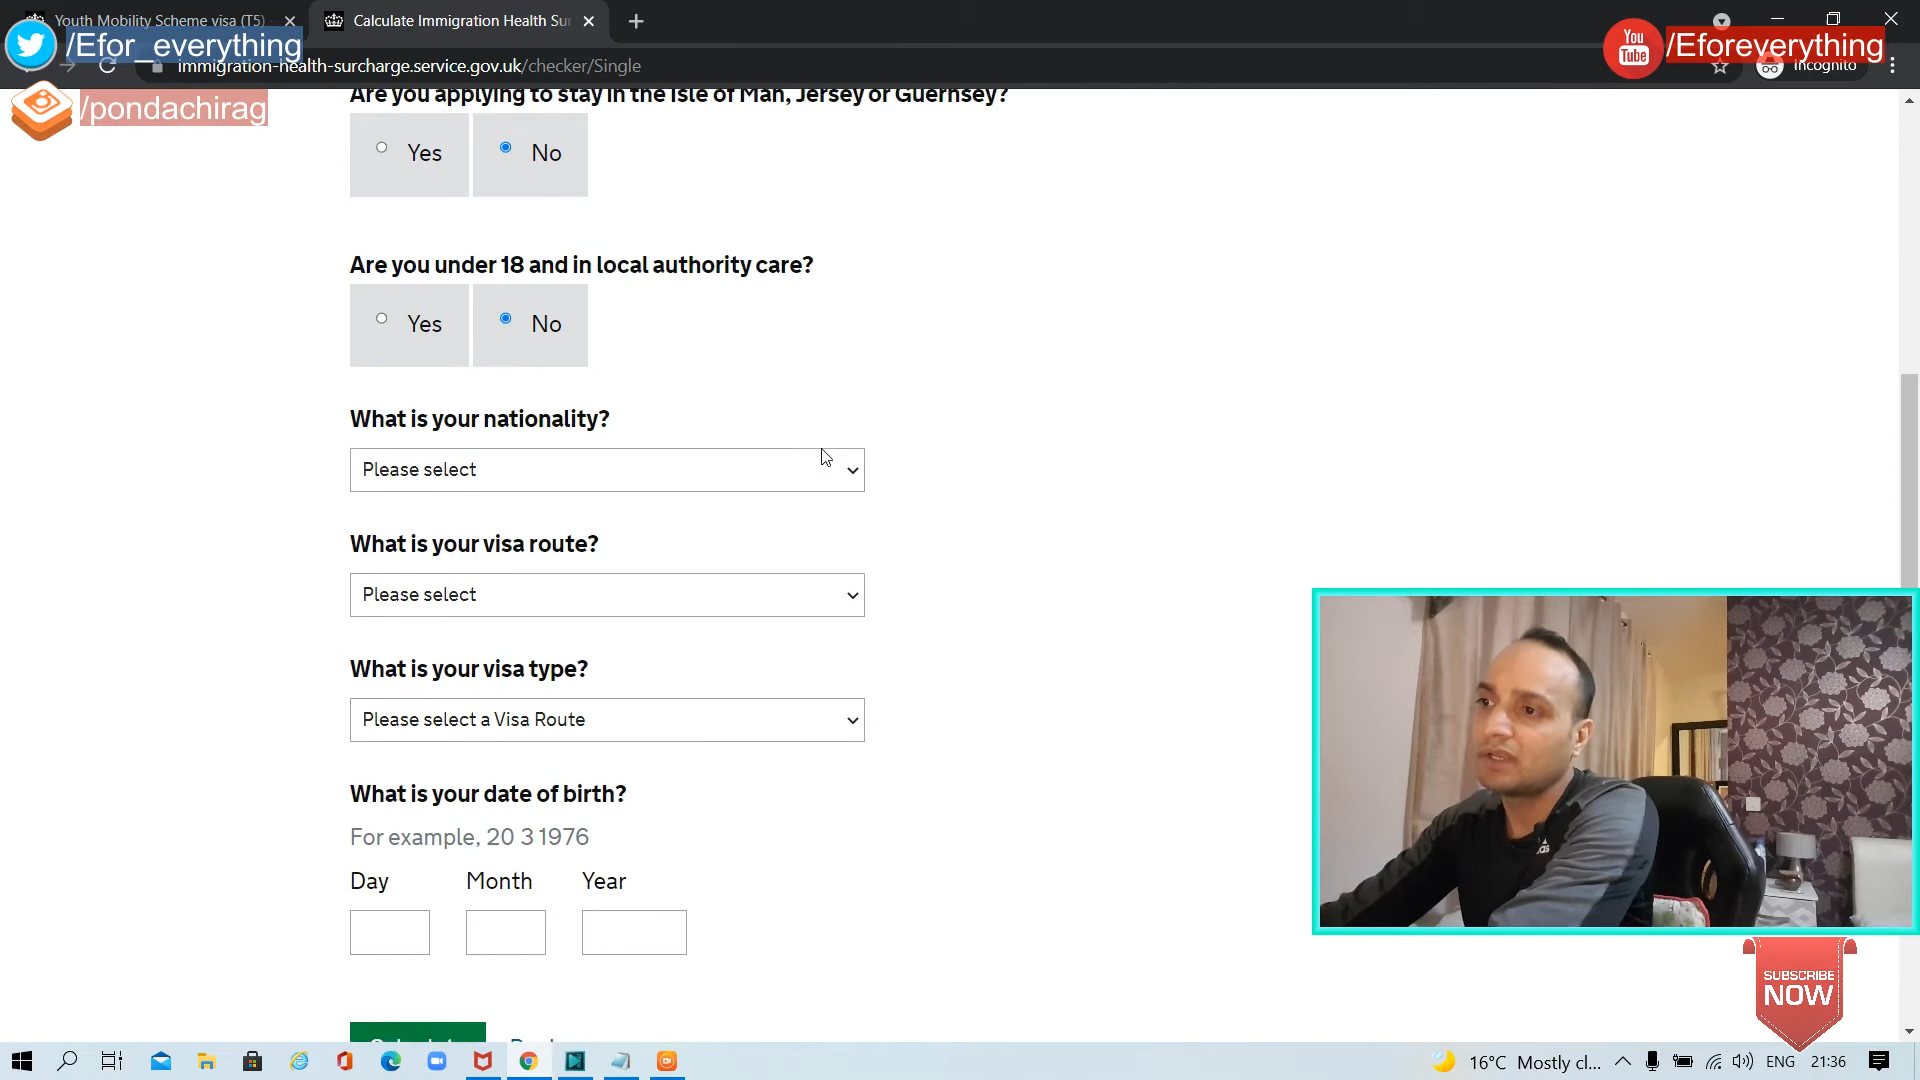 Youth Mobility Scheme visa (T5)
Calculate Immigration Health Sur
/Efor_everything
immigration-health-surcharge.service.gov.uk/checker/Single
You
Tube
/Eforeverything
Incognito
/pondachirag
Are you applying to stay in the Isle of Man, Jersey or Guernsey?
Yes
No
Are you under 18 and in local authority care?
Yes
No
What is your nationality?
Please select
What is your visa route?
Please select
What is your visa type?
Please select a Visa Route
What is your date of birth?
For example, 20 3 1976
Day
Month
Year
SUBSCRIBE
NOW
16°C Mostly cl...
ENG
21:36